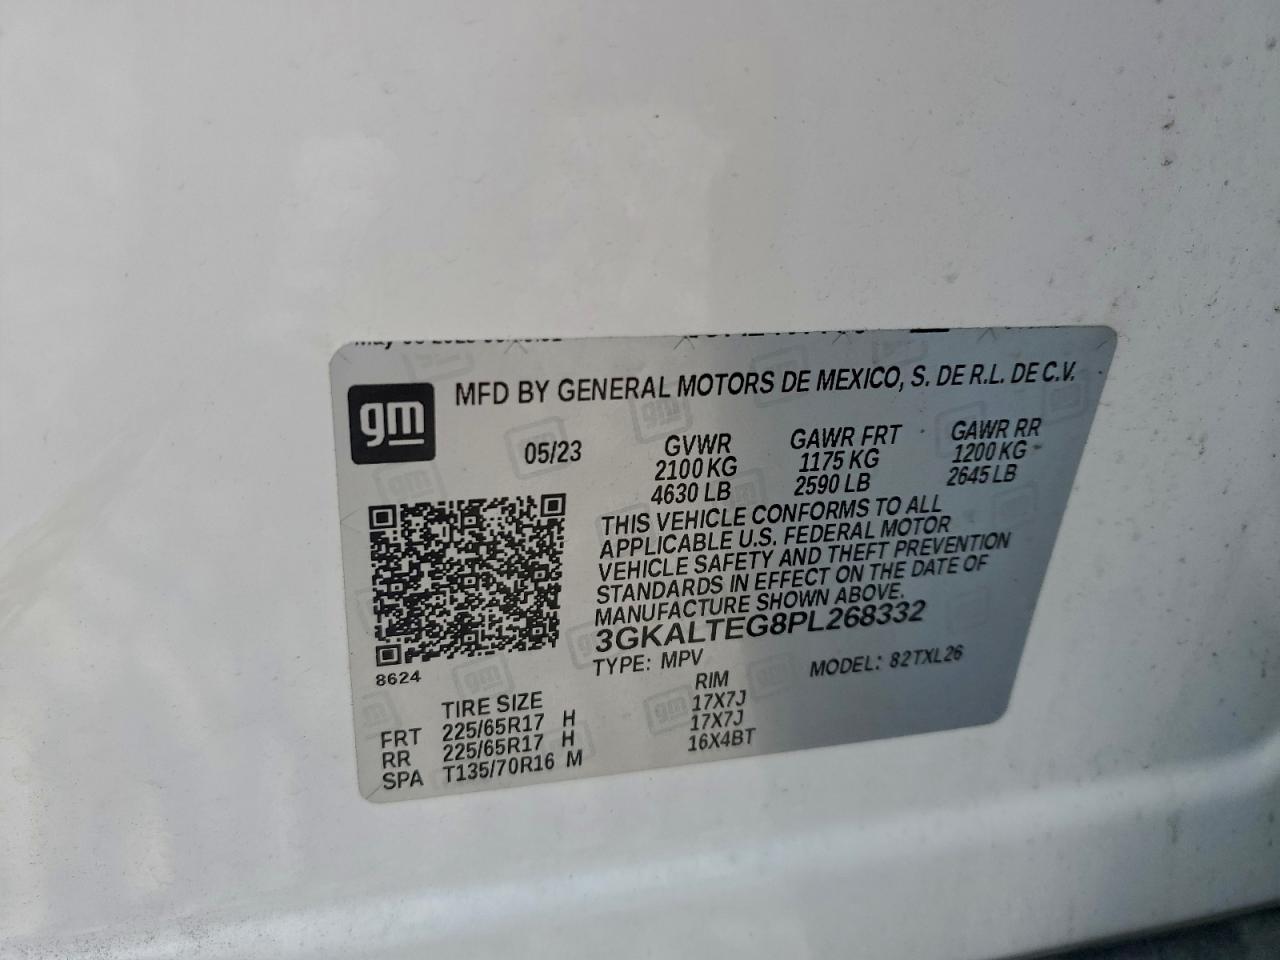 MFD BY GENERAL MOTORS DE MEXICO, S. DE R.L. DE C.V.
gm
05/23 GVWR GAWR FRT GAWR RR
2100 KG 1175 KG 1200 KG
4630 LB 2590 LB 2645 LB
THIS VEHICLE CONFORMS TO ALL
APPLICABLE U.S. FEDERAL MOTOR
VEHICLE SAFETY AND THEFT PREVENTION
STANDARDS IN EFFECT ON THE DATE OF
MANUFACTURE SHOWN ABOVE.
3GKALTEG8PL268332
TYPE: MPV MODEL: 82TXL26
8624
TIRE SIZE RIM
FRT 225/65R17 H 17X7J
RR 225/65R17 H 17X7J
SPA T135/70R16 M 16X4BT